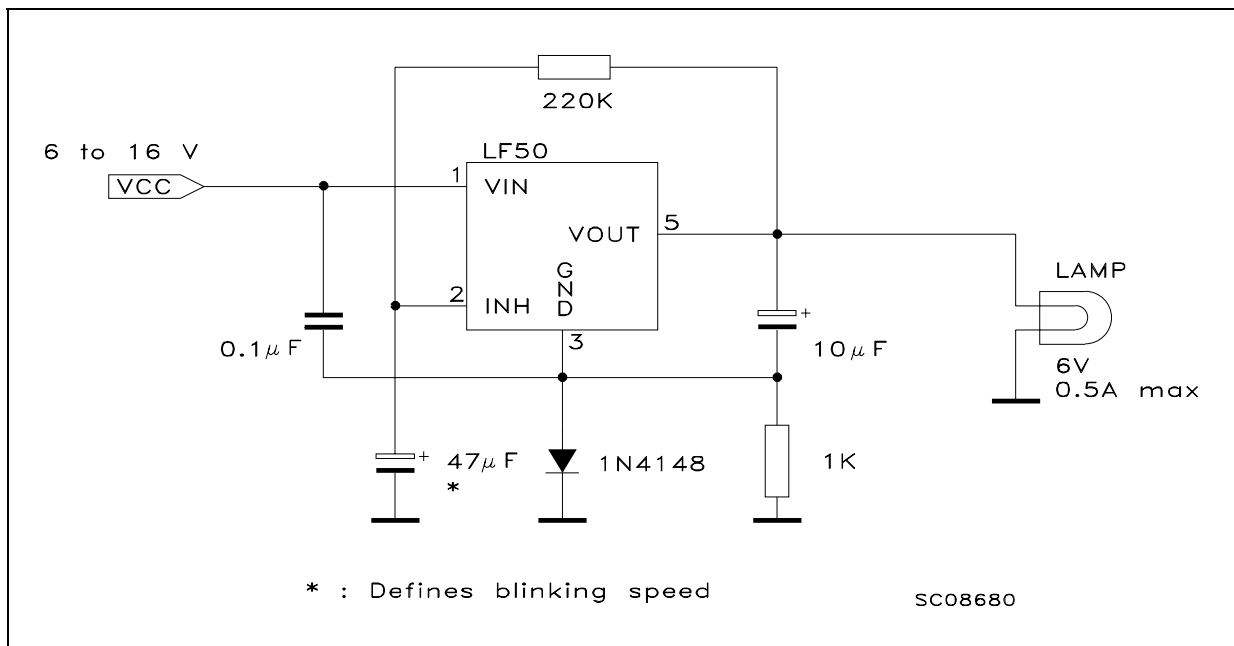 220K
6 to 16 V
VCC
LF50
1
VIN
VOUT
5
2
INH
GND
3
0.1μF
10μF
LAMP
6V
0.5A max
47μF
*
1N4148
1K
* : Defines blinking speed
SC08680